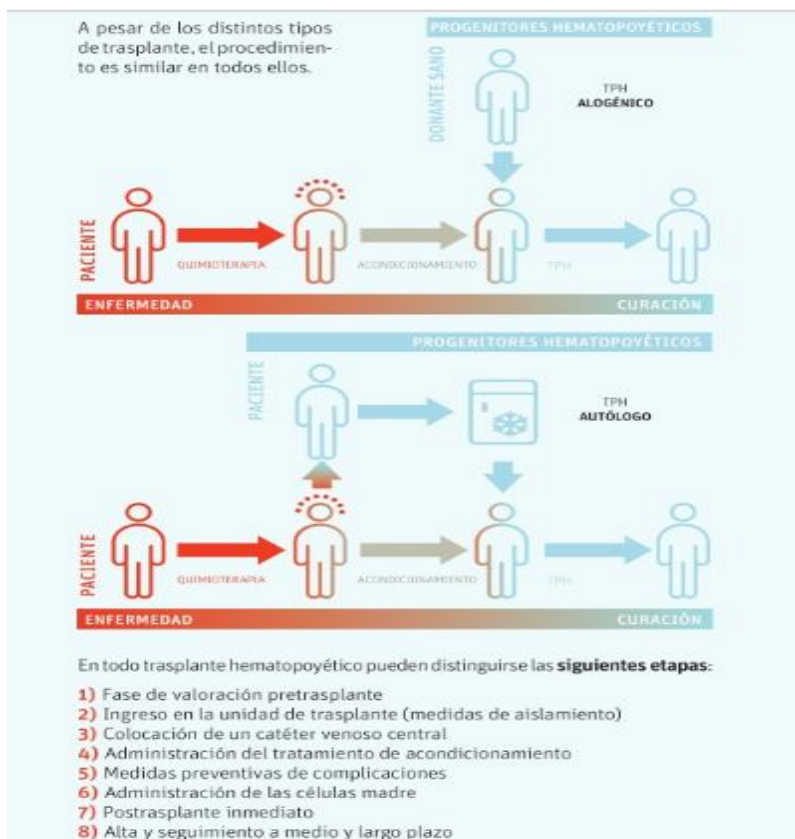 A pesar de los distintos tipos
de trasplante, el procedimien-
to es similar en todos ellos.
PROGENITORES HEMATOPOYÉTICOS
DONANTE SANO
TPH
ALOGÉNICO
PACIENTE
QUIMIOTERAPIA
ACONDICIONAMIENTO
TPH
ENFERMEDAD
CURACIÓN
PROGENITORES HEMATOPOYÉTICOS
PACIENTE
TPH
AUTÓLOGO
PACIENTE
QUIMIOTERAPIA
ACONDICIONAMIENTO
TPH
ENFERMEDAD
CURACIÓN
En todo trasplante hematopoyético pueden distinguirse las siguientes etapas:
1) Fase de valoración pretrasplante
2) Ingreso en la unidad de trasplante (medidas de aislamiento)
3) Colocación de un catéter venoso central
4) Administración del tratamiento de acondicionamiento
5) Medidas preventivas de complicaciones
6) Administración de las células madre
7) Postrasplante inmediato
8) Alta y seguimiento a medio y largo plazo